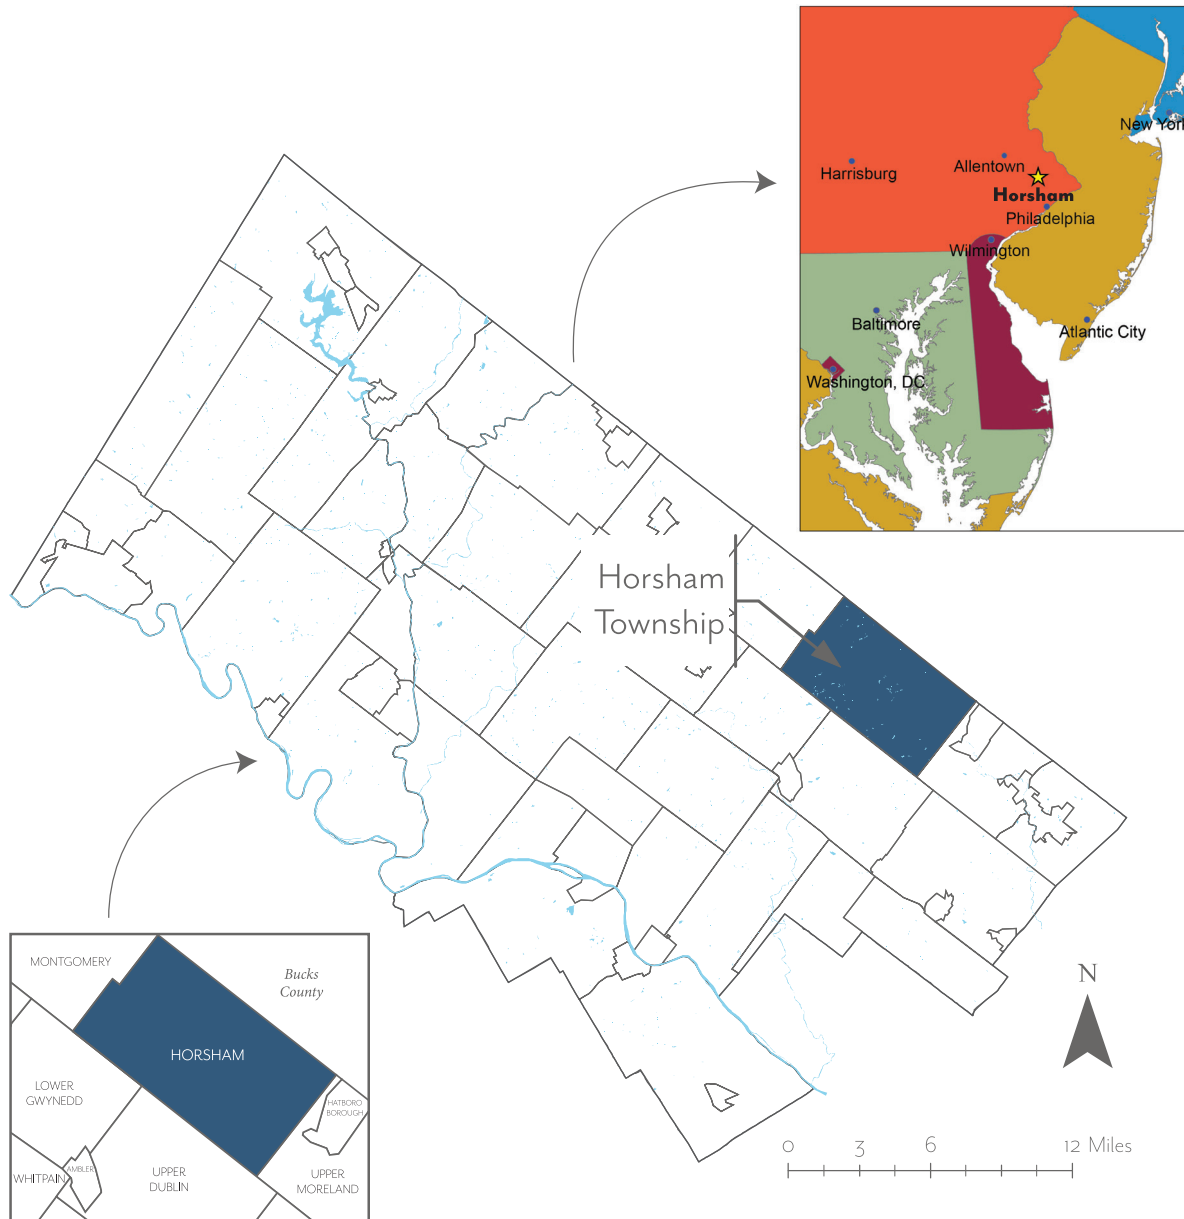 New York
Allentown
Harrisburg
Horsham
Philadelphia
Wilmington
Baltimore
Atlantic City
Washington, DC
Horsham
Township
MONTGOMERY
Bucks
County
HORSHAM
LOWER
GWYNEDD
HATBORO
BOROUGH
AMBLER
WHITPAIN
UPPER
DUBLIN
UPPER
MORELAND
N
0 3 6 12 Miles